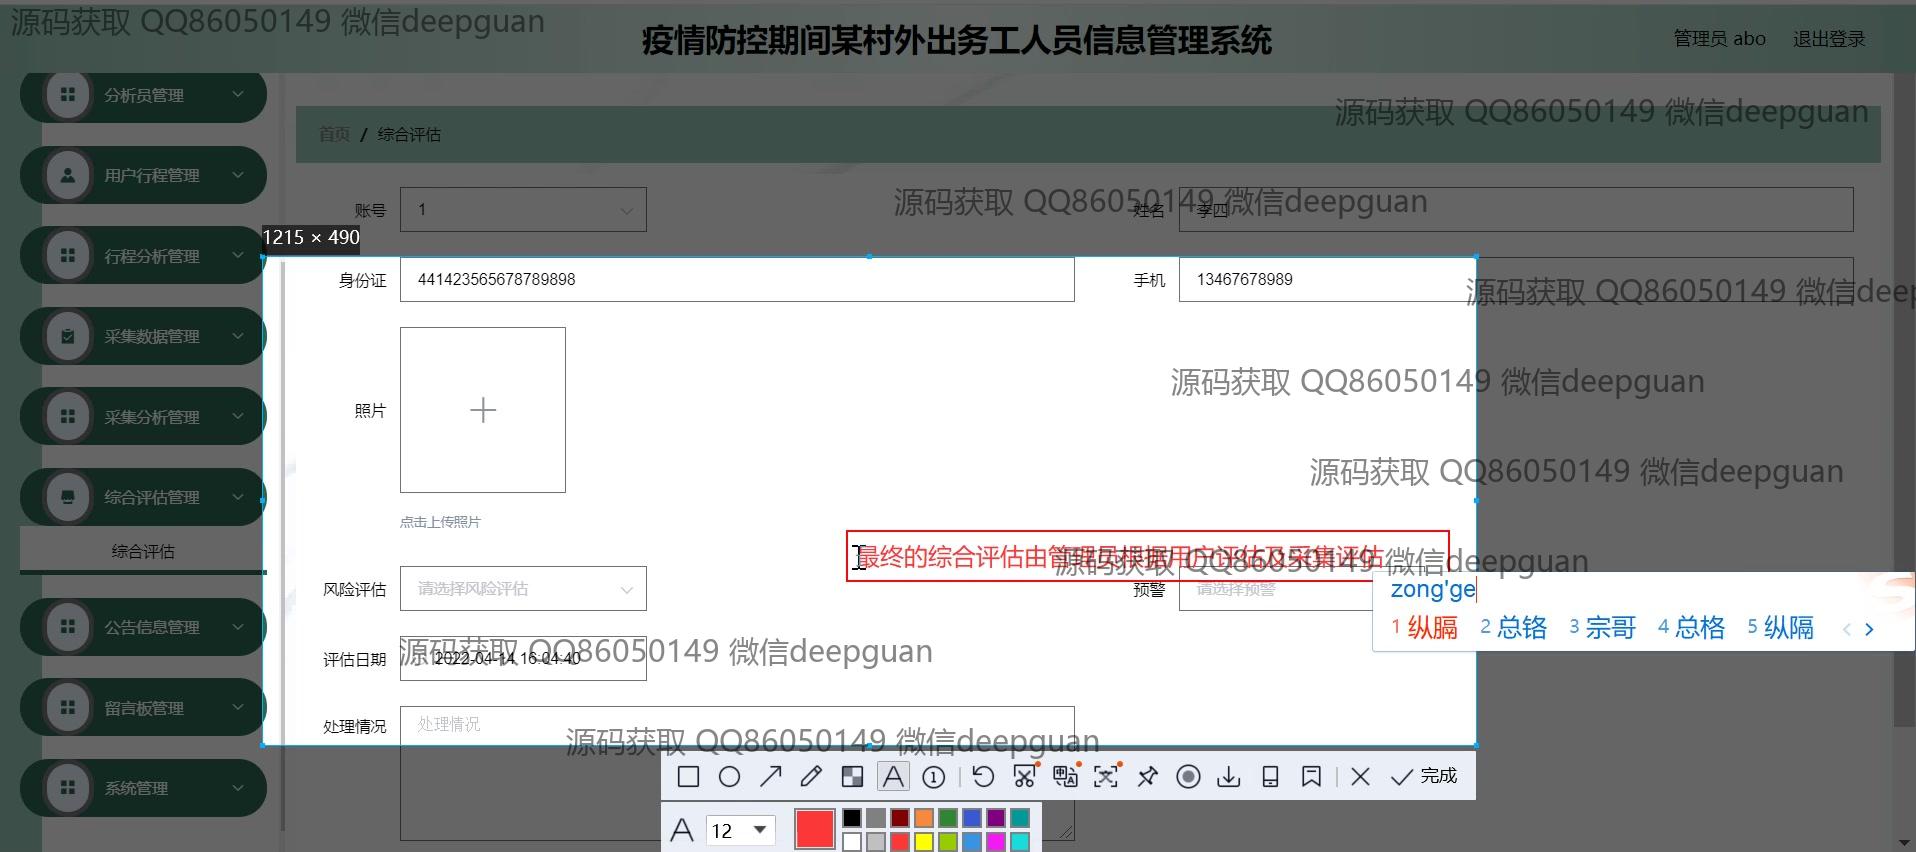 源码获取 QQ86050149 微信deepguan
疫情防控期间某村外出务工人员信息管理系统
管理员 abo
退出登录
分析员管理
源码获取 QQ86050149 微信deepguan
首页 / 综合评估
用户行程管理
账号
1
源码获取 QQ86050149 微信deepguan
姓名
李四
1215 × 490
行程分析管理
身份证
441423565678789898
手机
13467678989
源码获取 QQ86050149 微信deep
采集数据管理
源码获取 QQ86050149 微信deepguan
采集分析管理
照片
源码获取 QQ86050149 微信deepguan
综合评估管理
点击上传照片
综合评估
最终的综合评估由管理员根据用户评估及采集评估
源码获取 QQ86050149 微信deepguan
风险评估
请选择风险评估
预警
请选择预警
zong'ge
1 纵膈 2 总铬 3 宗哥 4 总格 5 纵隔
公告信息管理
评估日期
2022-04-14 16:04:40
源码获取 QQ86050149 微信deepguan
留言板管理
处理情况
处理情况
源码获取 QQ86050149 微信deepguan
完成
系统管理
A 12